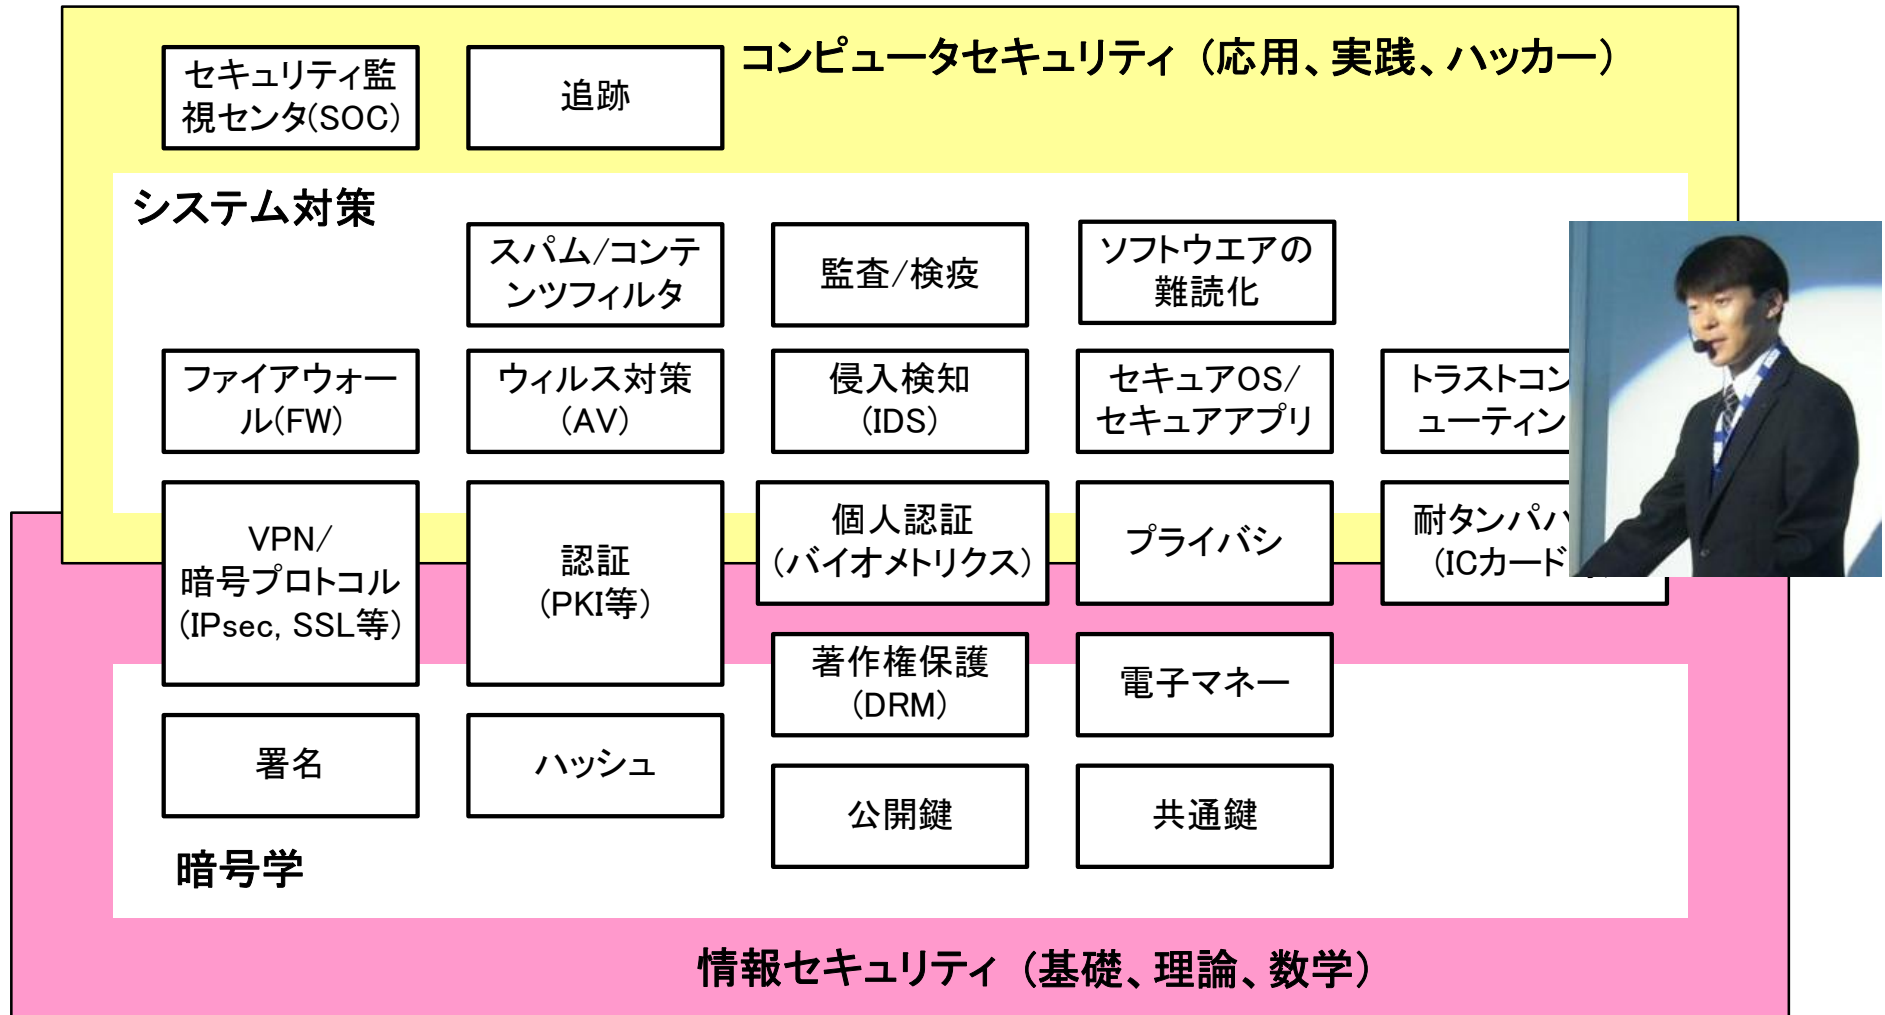 コンピュータセキュリティ（応用、実践、ハッカー）
セキュリティ監
視センタ(SOC)
追跡
システム対策
スパム/コンテ
ンツフィルタ
監査/検疫
ソフトウエアの
難読化
ファイアウォー
ル(FW)
ウィルス対策
(AV)
侵入検知
(IDS)
セキュアOS/
セキュアアプリ
トラストコン
ューティン
VPN/
暗号プロトコル
(IPsec, SSL等)
認証
(PKI等)
個人認証
(バイオメトリクス)
プライバシ
耐タンパ
(ICカード
著作権保護
(DRM)
電子マネー
署名
ハッシュ
公開鍵
共通鍵
暗号学
情報セキュリティ（基礎、理論、数学）